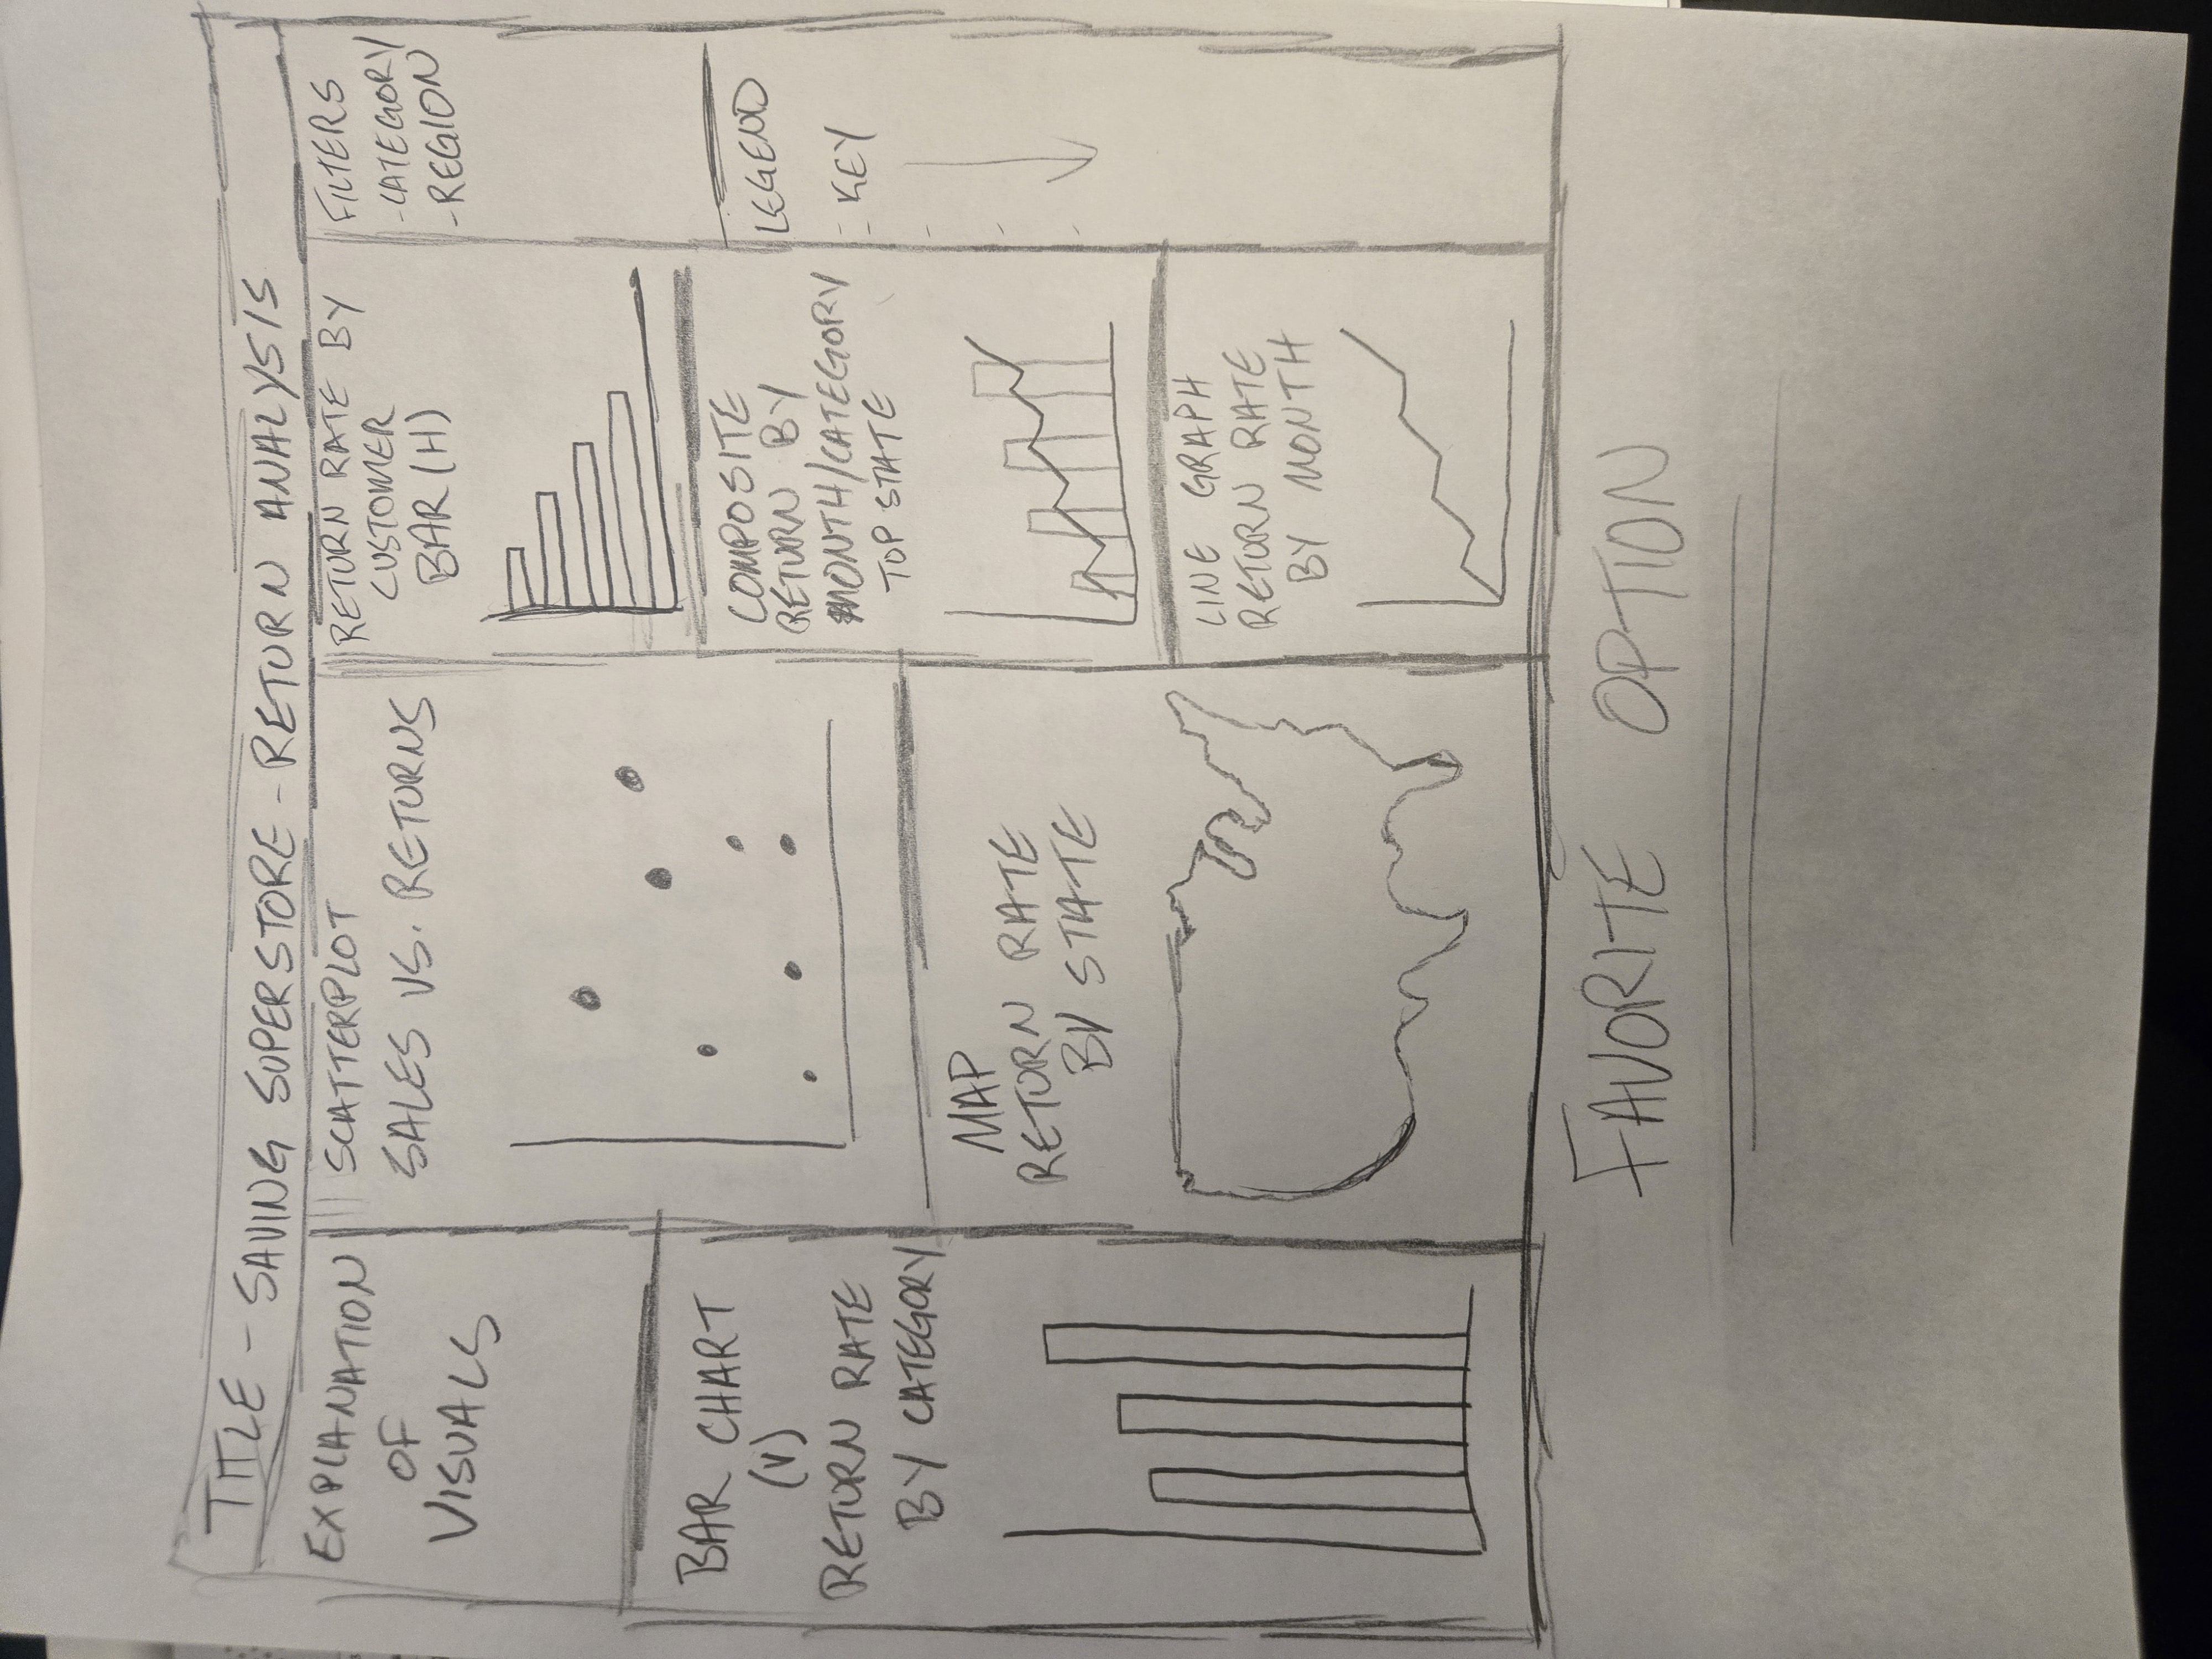 TITLE - SAVING SUPERSTORE - RETURN ANALYSIS
EXPLANATION
OF
VISUALS
BAR CHART
(V)
RETURN RATE
BY CATEGORY
SCATTERPLOT
SALES VS. RETURNS
MAP
RETURN RATE
BY STATE
RETURN RATE BY
CUSTOMER
BAR (H)
COMPOSITE
RETURN BY
MONTH/CATEGORY
TOP STATE
LINE GRAPH
RETURN RATE
BY MONTH
FILTERS
-CATEGORY
-REGION
LEGEND
KEY
FAVORITE OPTION